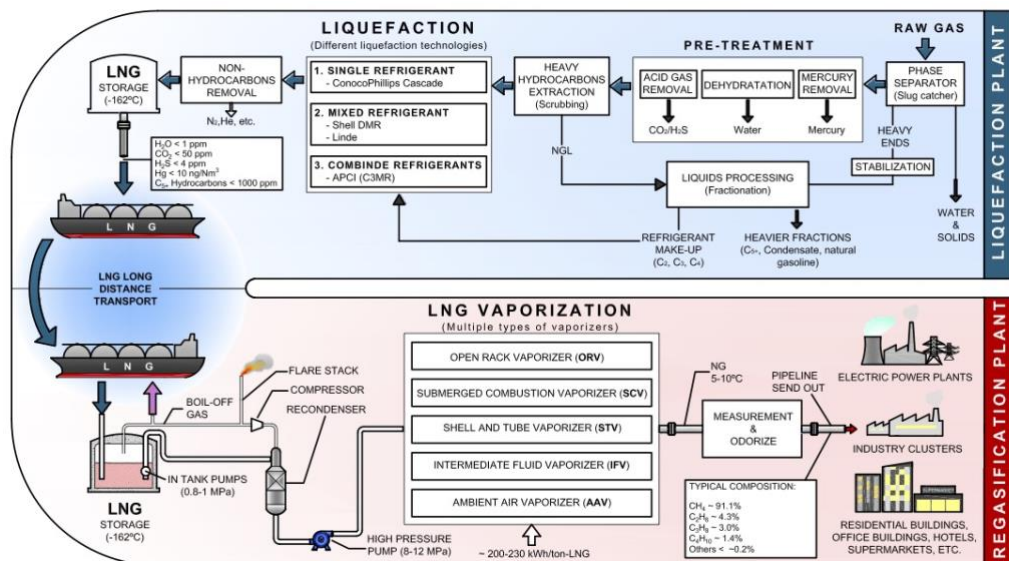 LIQUEFACTION
(Different liquefaction technologies)
RAW GAS
PRE-TREATMENT
LNG
STORAGE
(-162ºC)
NON-
HYDROCARBONS
REMOVAL
N₂,He, etc.
1. SINGLE REFRIGERANT
- ConocoPhillips Cascade
2. MIXED REFRIGERANT
- Shell DMR
- Linde
3. COMBINDE REFRIGERANTS
- APCI (C3MR)
HEAVY
HYDROCARBONS
EXTRACTION
(Scrubbing)
ACID GAS
REMOVAL
DEHYDRATATION
MERCURY
REMOVAL
CO₂/H₂S
Water
Mercury
PHASE
SEPARATOR
(Slug catcher)
HEAVY
ENDS
STABILIZATION
NGL
LIQUIDS PROCESSING
(Fractionation)
WATER
&
SOLIDS
REFRIGERANT
MAKE-UP
(C₂, C₃, C₄)
HEAVIER FRACTIONS
(C₅₊, Condensate, natural
gasoline)
H₂O < 1 ppm
CO₂ < 50 ppm
H₂S < 4 ppm
Hg < 10 ng/Nm³
C₅₊ Hydrocarbons < 1000 ppm
L N G
LNG LONG
DISTANCE
TRANSPORT
L N G
LIQUEFACTION PLANT
LNG VAPORIZATION
(Multiple types of vaporizers)
OPEN RACK VAPORIZER (ORV)
SUBMERGED COMBUSTION VAPORIZER (SCV)
SHELL AND TUBE VAPORIZER (STV)
INTERMEDIATE FLUID VAPORIZER (IFV)
AMBIENT AIR VAPORIZER (AAV)
~ 200-230 kWh/ton-LNG
FLARE STACK
COMPRESSOR
RECONDENSER
BOIL-OFF
GAS
IN TANK PUMPS
(0.8-1 MPa)
LNG
STORAGE
(-162ºC)
HIGH PRESSURE
PUMP (8-12 MPa)
NG
5-10ºC
PIPELINE
SEND OUT
MEASUREMENT
&
ODORIZE
TYPICAL COMPOSITION:
CH₄ ~ 91.1%
C₂H₆ ~ 4.3%
C₃H₈ ~ 3.0%
C₄H₁₀ ~ 1.4%
Others < ~0.2%
ELECTRIC POWER PLANTS
INDUSTRY CLUSTERS
RESIDENTIAL BUILDINGS,
OFFICE BUILDINGS, HOTELS,
SUPERMARKETS, ETC.
REGASIFICATION PLANT